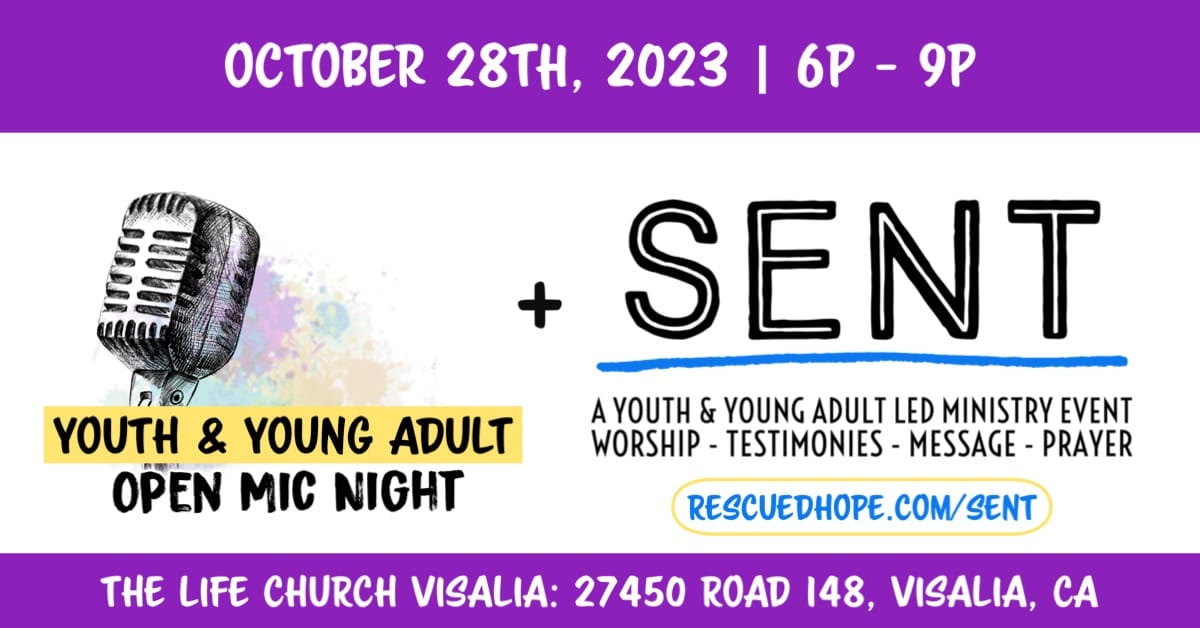 OCTOBER 28TH, 2023 | 6P - 9P
YOUTH & YOUNG ADULT
OPEN MIC NIGHT
+
SENT
A YOUTH & YOUNG ADULT LED MINISTRY EVENT
WORSHIP - TESTIMONIES - MESSAGE - PRAYER
RESCUEDHOPE.COM/SENT
THE LIFE CHURCH VISALIA: 27450 ROAD 148, VISALIA, CA